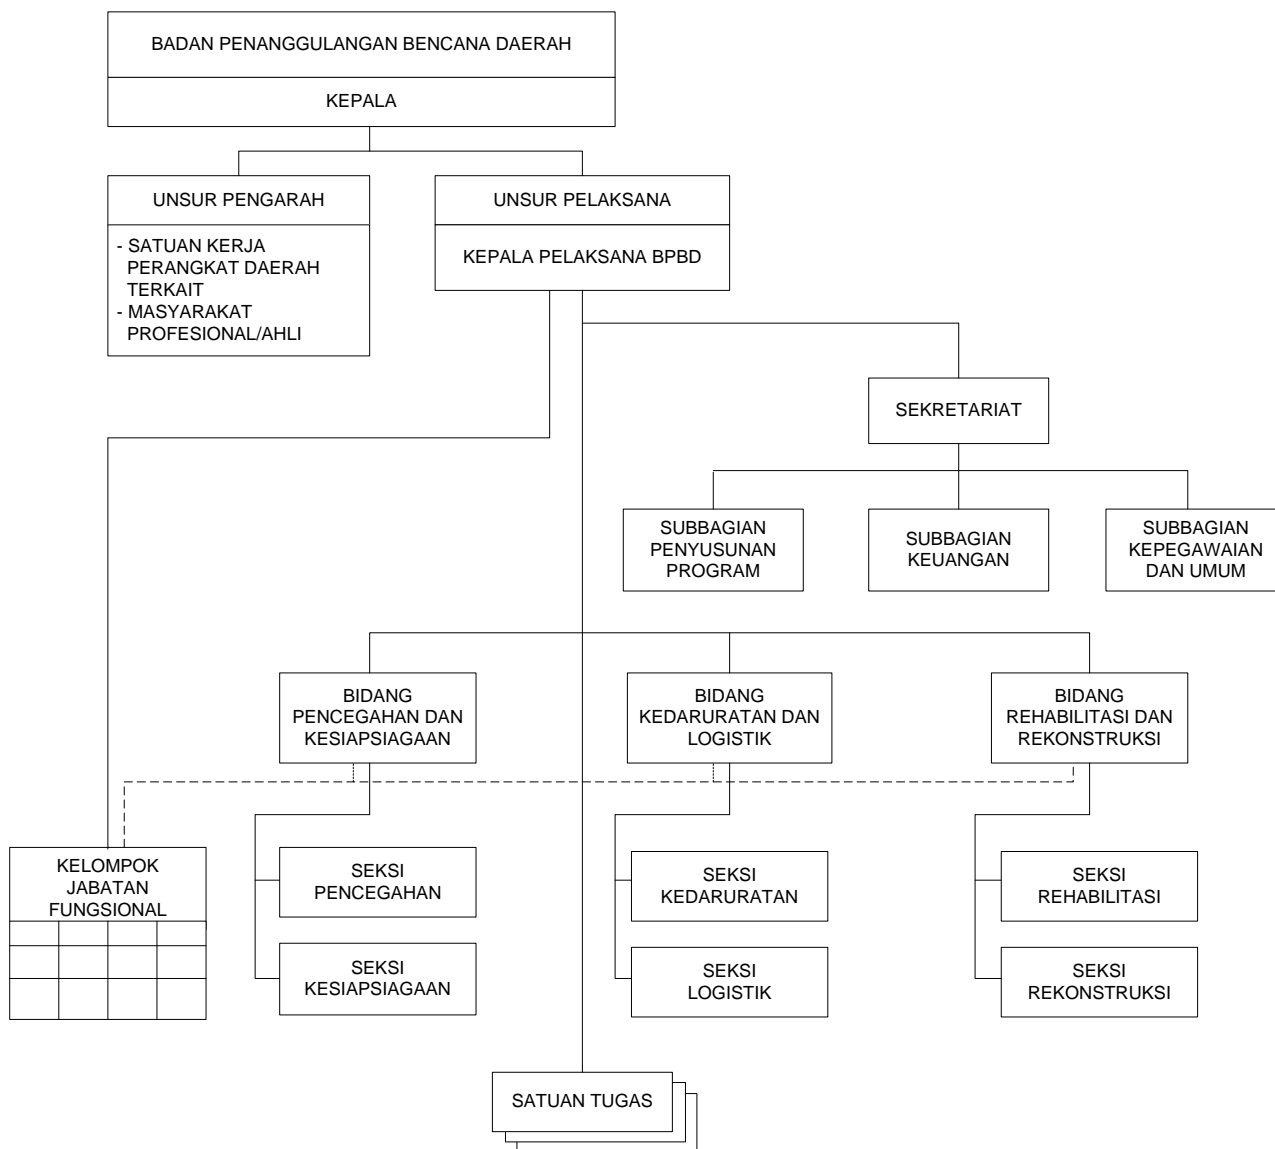 BADAN PENANGGULANGAN BENCANA DAERAH
KEPALA
UNSUR PENGARAH
- SATUAN KERJA
PERANGKAT DAERAH
TERKAIT
- MASYARAKAT
PROFESIONAL/AHLI
UNSUR PELAKSANA
KEPALA PELAKSANA BPBD
SEKRETARIAT
SUBBAGIAN
PENYUSUNAN
PROGRAM
SUBBAGIAN
KEUANGAN
SUBBAGIAN
KEPEGAWAIAN
DAN UMUM
BIDANG
PENCEGAHAN DAN
KESIAPSIAGAAN
BIDANG
KEDARURATAN DAN
LOGISTIK
BIDANG
REHABILITASI DAN
REKONSTRUKSI
KELOMPOK
JABATAN
FUNGSIONAL
SEKSI
PENCEGAHAN
SEKSI
KEDARURATAN
SEKSI
REHABILITASI
SEKSI
KESIAPSIAGAAN
SEKSI
LOGISTIK
SEKSI
REKONSTRUKSI
SATUAN TUGAS